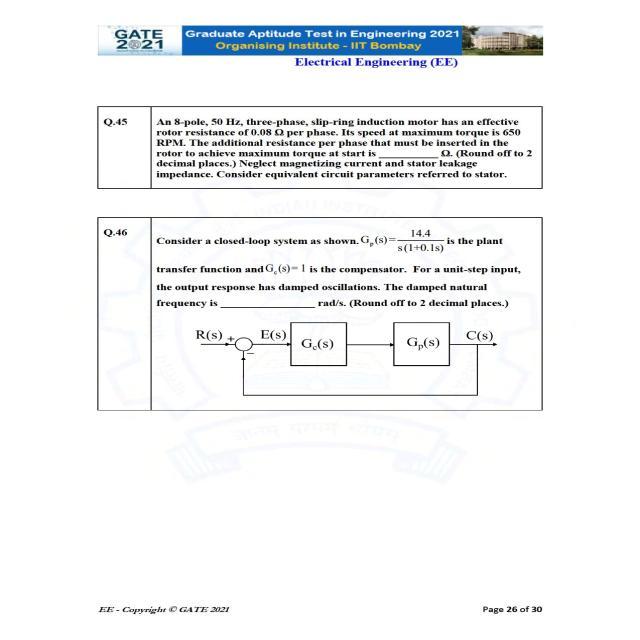 GATE
2021
Graduate Aptitude Test in Engineering 2021
Organising Institute - IIT Bombay
Electrical Engineering (EE)
Q.45
An 8-pole, 50 Hz, three-phase, slip-ring induction motor has an effective
rotor resistance of 0.08 Ω per phase. Its speed at maximum torque is 650
RPM. The additional resistance per phase that must be inserted in the
rotor to achieve maximum torque at start is __________ Ω. (Round off to 2
decimal places.) Neglect magnetizing current and stator leakage
impedance. Consider equivalent circuit parameters referred to stator.
Q.46
Consider a closed-loop system as shown. Gp(s)= 14.4 / s(1+0.1s) is the plant
transfer function and Gc(s)= 1 is the compensator. For a unit-step input,
the output response has damped oscillations. The damped natural
frequency is ________________ rad/s. (Round off to 2 decimal places.)
R(s) + − E(s) Gc(s) Gp(s) C(s)
EE - Copyright © GATE 2021
Page 26 of 30